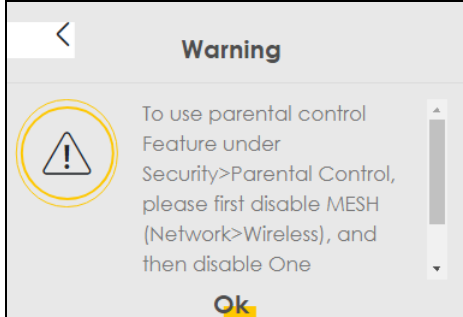 Warning
To use parental control
Feature under
Security>Parental Control,
please first disable MESH
(Network>Wireless), and
then disable One
Ok